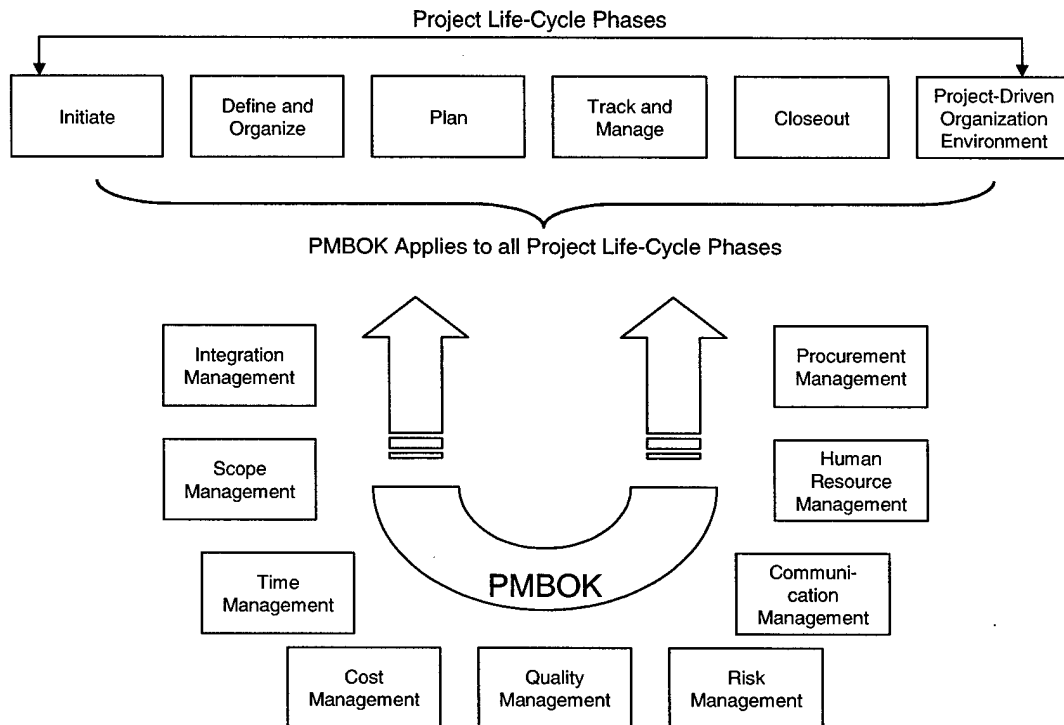 Project Life-Cycle Phases
Initiate
Define and
Organize
Plan
Track and
Manage
Closeout
Project-Driven
Organization
Environment
PMBOK Applies to all Project Life-Cycle Phases
Integration
Management
Procurement
Management
Scope
Management
Human
Resource
Management
PMBOK
Time
Management
Communi-
cation
Management
Cost
Management
Quality
Management
Risk
Management